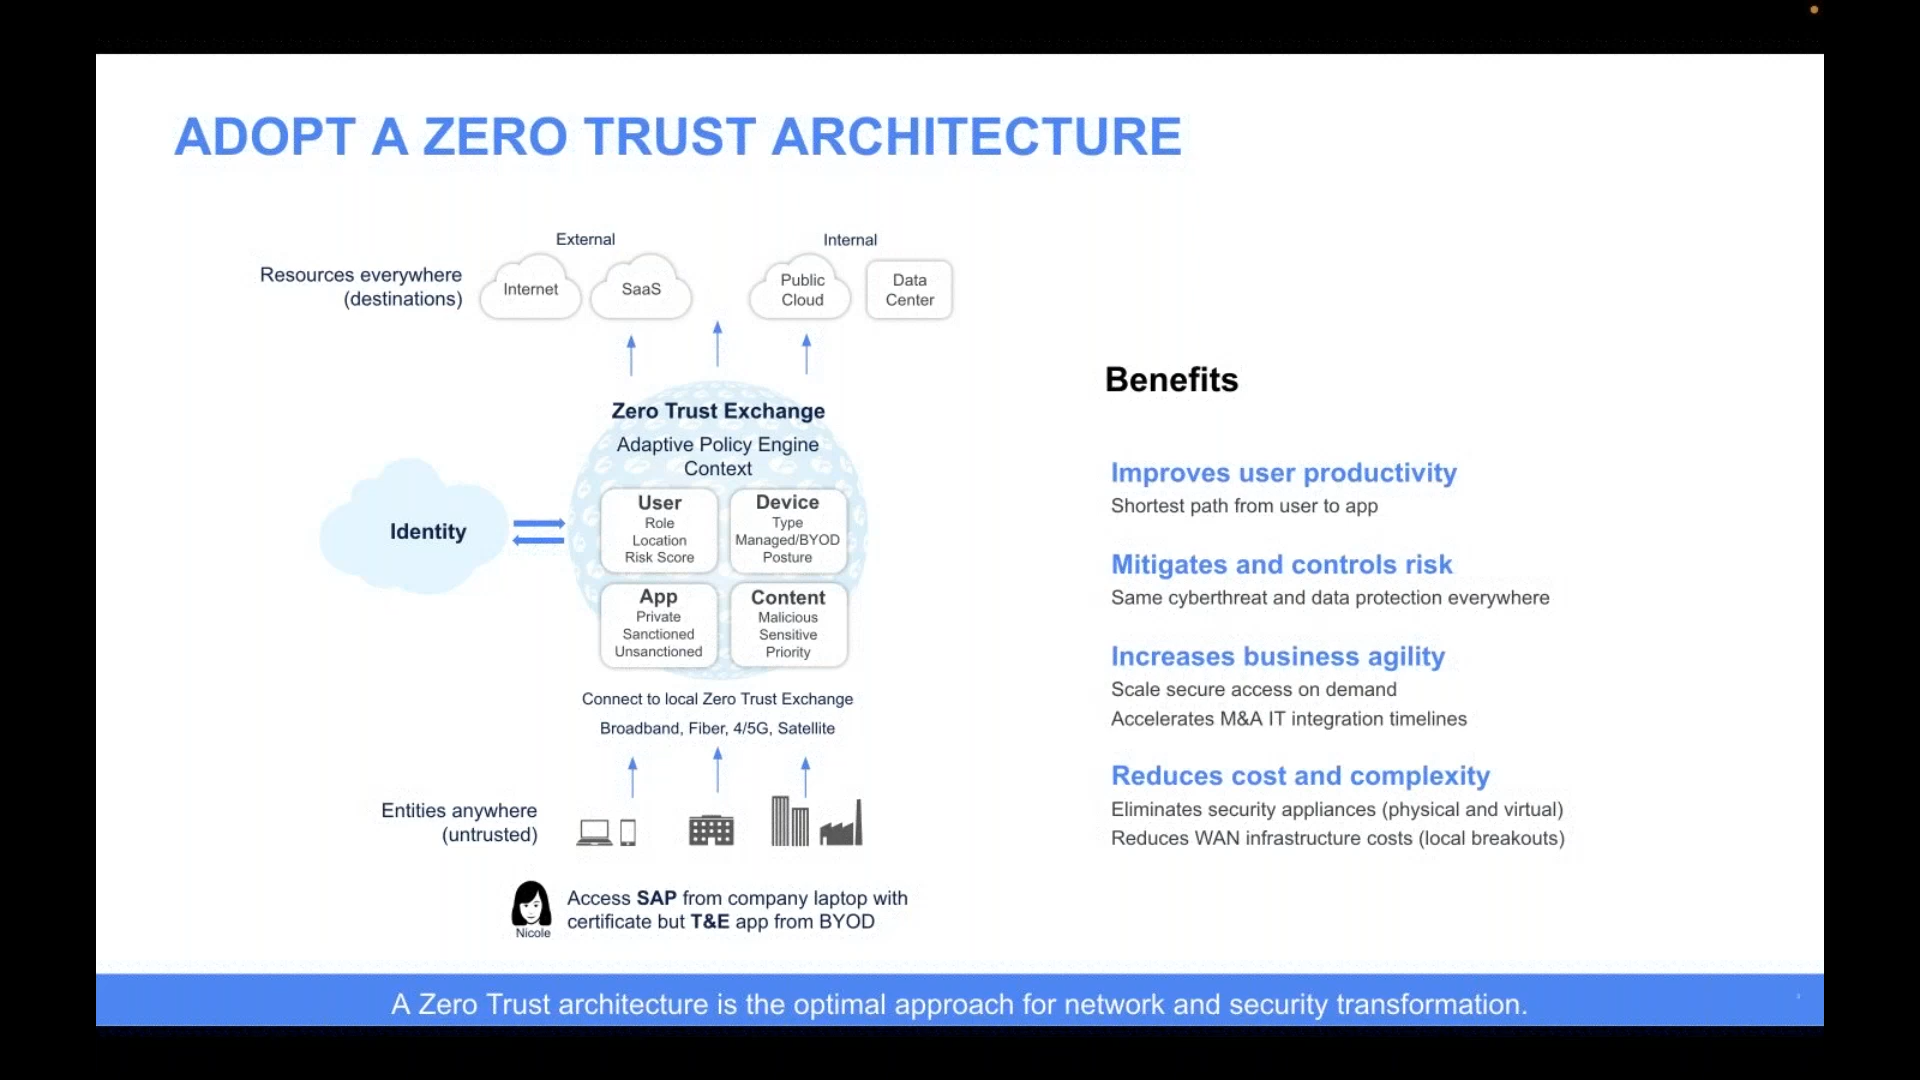 ADOPT A ZERO TRUST ARCHITECTURE
External
Internal
Resources everywhere
(destinations)
Internet
SaaS
Public
Cloud
Data
Center
Zero Trust Exchange
Adaptive Policy Engine
Context
Identity
User
Role
Location
Risk Score
Device
Type
Managed/BYOD
Posture
App
Private
Sanctioned
Unsanctioned
Content
Malicious
Sensitive
Priority
Connect to local Zero Trust Exchange
Broadband, Fiber, 4/5G, Satellite
Entities anywhere
(untrusted)
Nicole
Access SAP from company laptop with
certificate but T&E app from BYOD
Benefits
Improves user productivity
Shortest path from user to app
Mitigates and controls risk
Same cyberthreat and data protection everywhere
Increases business agility
Scale secure access on demand
Accelerates M&A IT integration timelines
Reduces cost and complexity
Eliminates security appliances (physical and virtual)
Reduces WAN infrastructure costs (local breakouts)
A Zero Trust architecture is the optimal approach for network and security transformation.